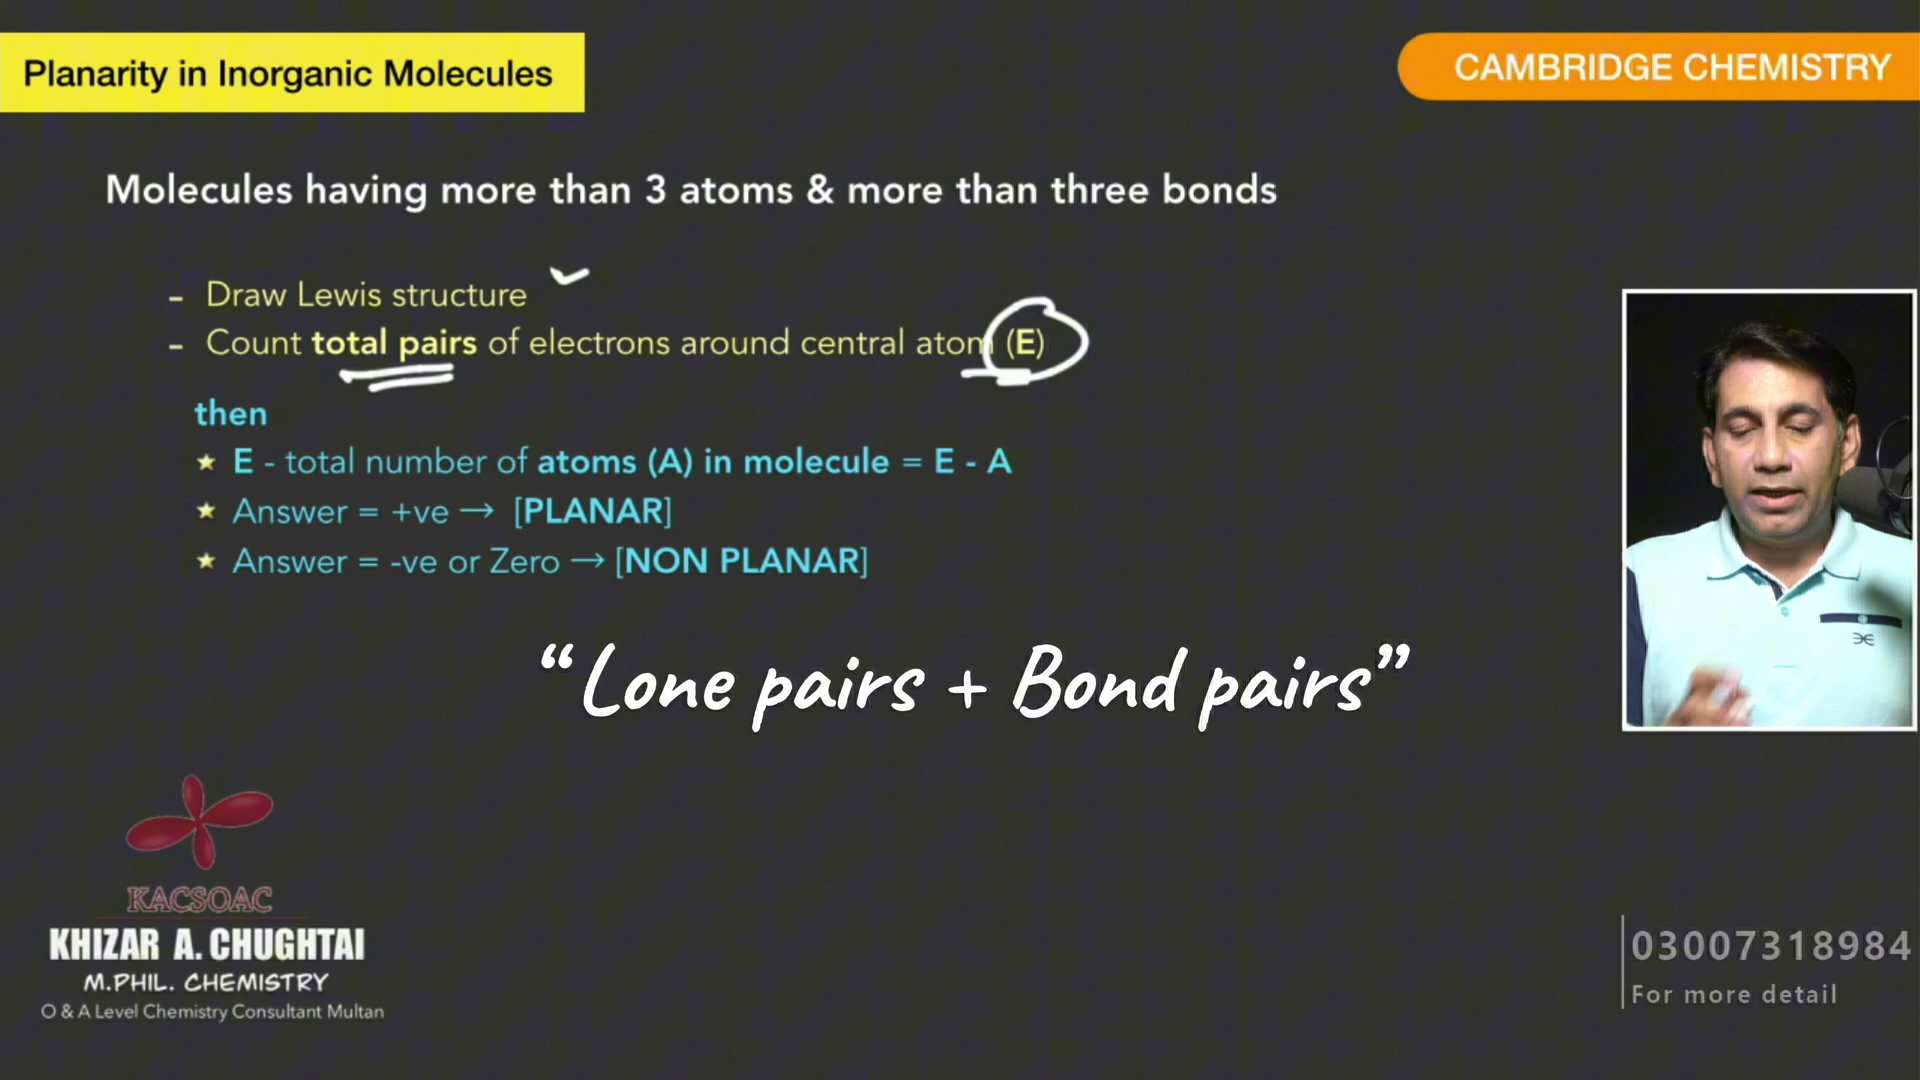 Planarity in Inorganic Molecules
CAMBRIDGE CHEMISTRY
Molecules having more than 3 atoms & more than three bonds
- Draw Lewis structure
- Count total pairs of electrons around central atom (E)
then
★ E - total number of atoms (A) in molecule = E - A
★ Answer = +ve → [PLANAR]
★ Answer = -ve or Zero → [NON PLANAR]
“Lone pairs + Bond pairs”
KACSOAC
KHIZAR A. CHUGHTAI
M.PHIL. CHEMISTRY
O & A Level Chemistry Consultant Multan
03007318984
For more detail